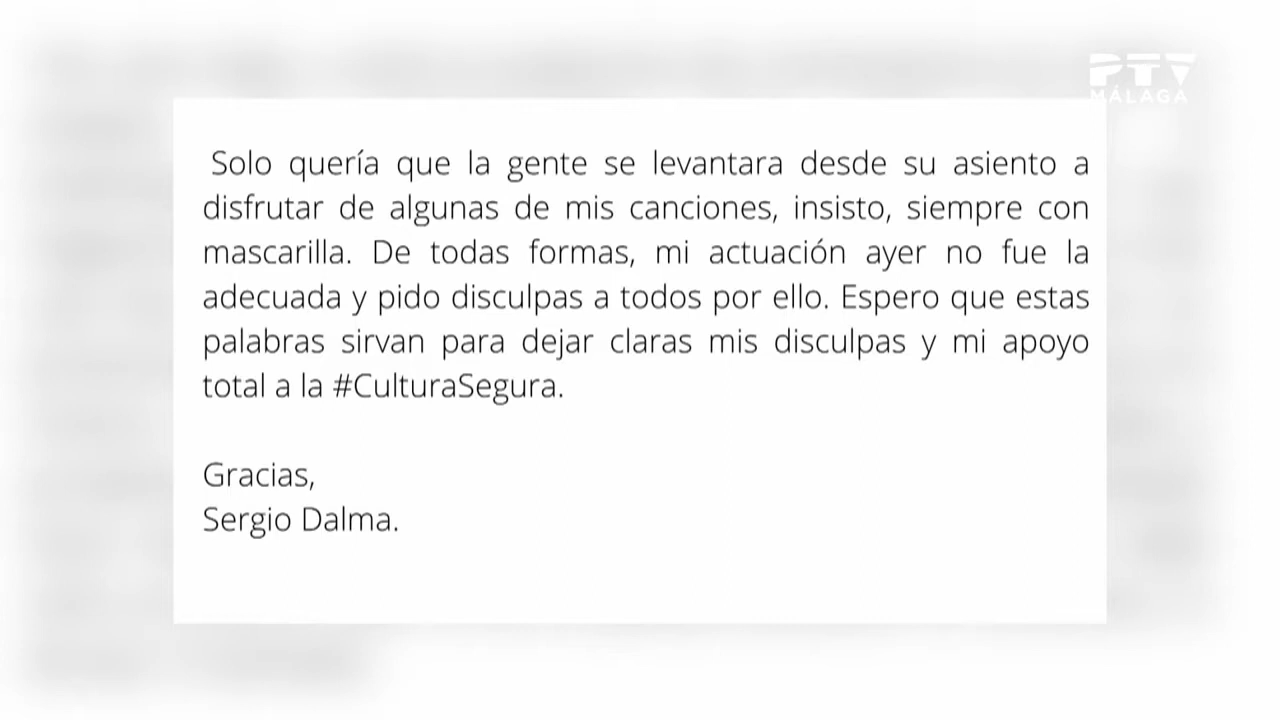 PTV
MÁLAGA
Solo quería que la gente se levantara desde su asiento a
disfrutar de algunas de mis canciones, insisto, siempre con
mascarilla. De todas formas, mi actuación ayer no fue la
adecuada y pido disculpas a todos por ello. Espero que estas
palabras sirvan para dejar claras mis disculpas y mi apoyo
total a la #CulturaSegura.
Gracias,
Sergio Dalma.